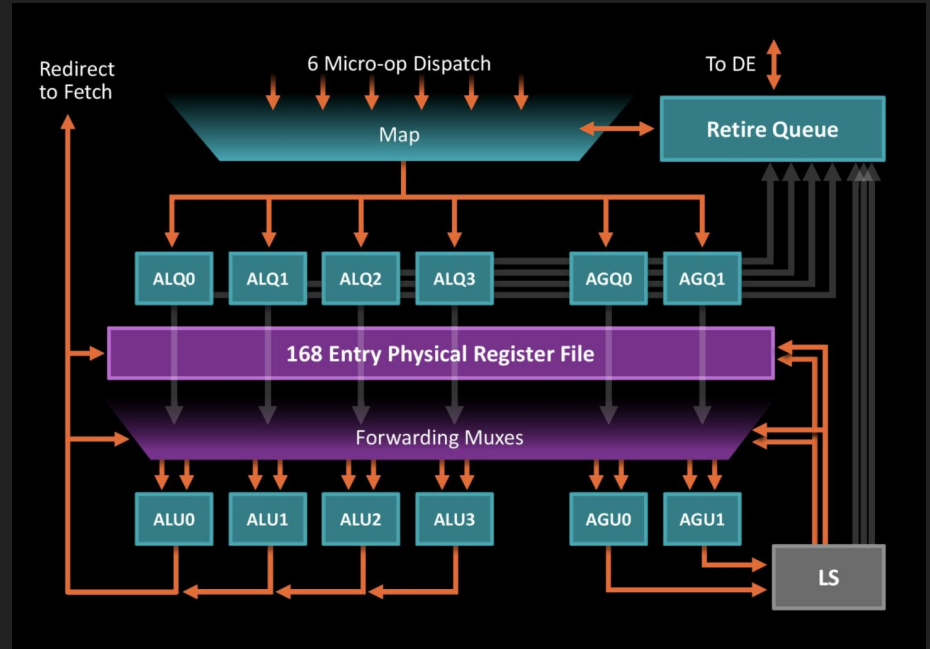 Redirect
to Fetch
6 Micro-op Dispatch
To DE
Map
Retire Queue
ALQ0
ALQ1
ALQ2
ALQ3
AGQ0
AGQ1
168 Entry Physical Register File
Forwarding Muxes
ALU0
ALU1
ALU2
ALU3
AGU0
AGU1
LS